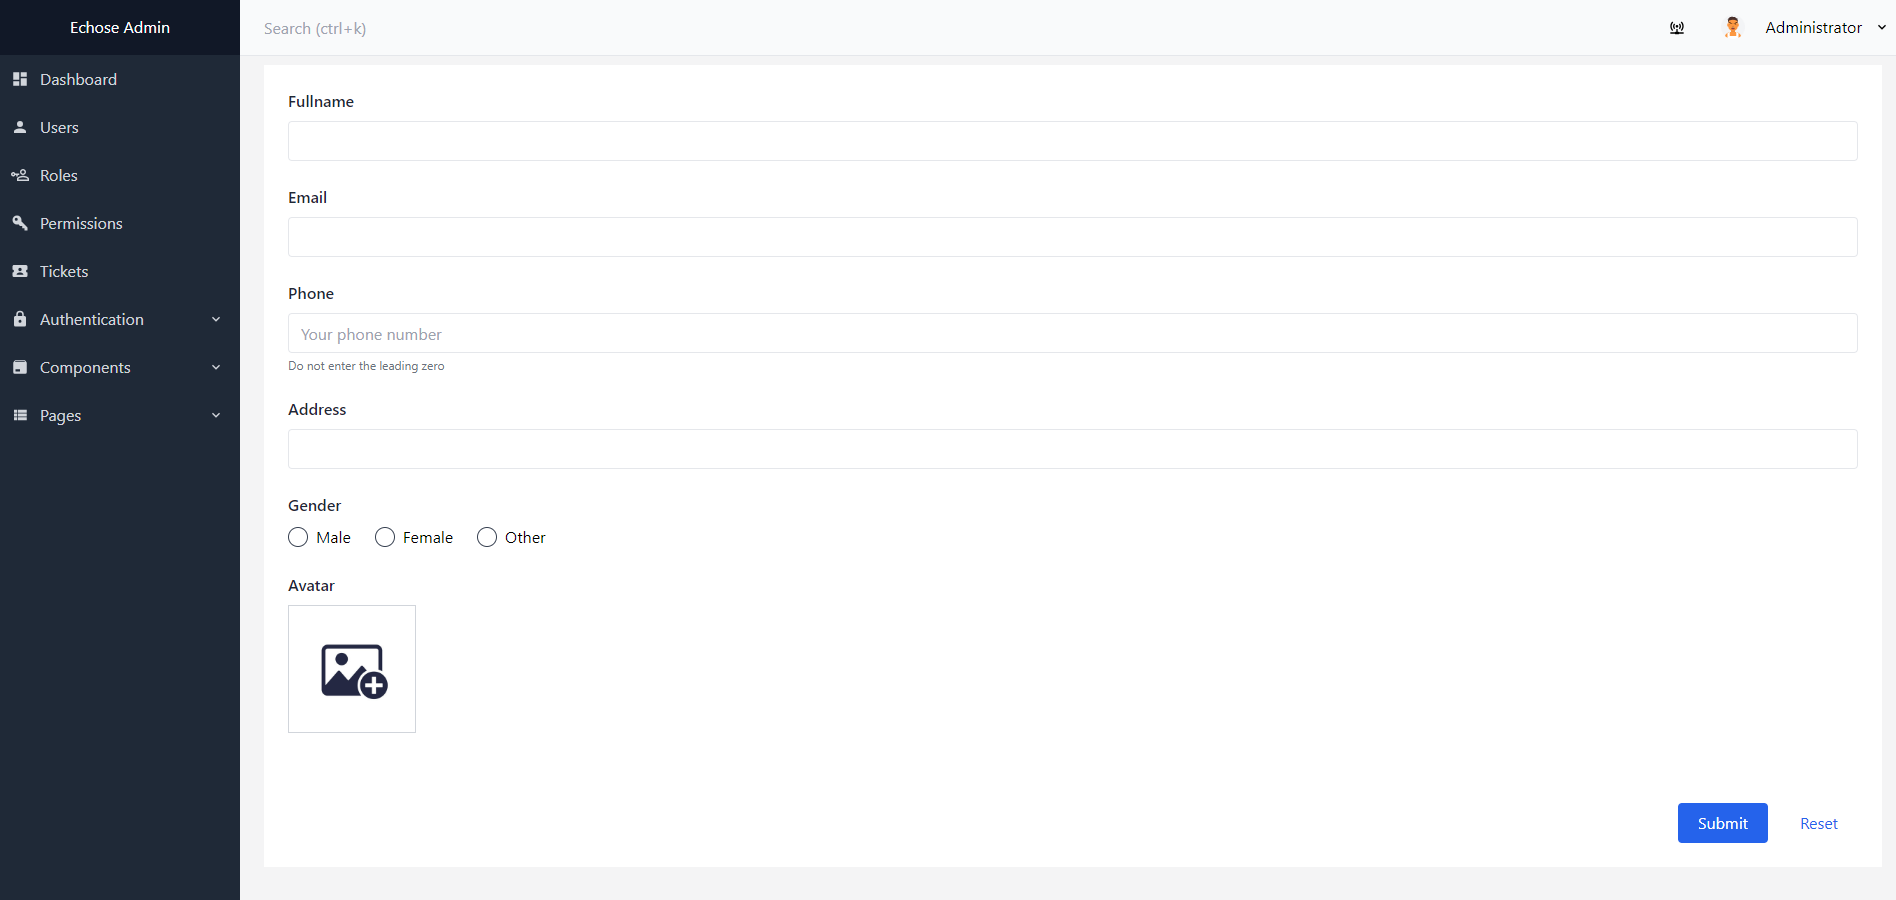 Echose Admin
Search (ctrl+k)
Administrator
Dashboard
Users
Roles
Permissions
Tickets
Authentication
Components
Pages
Fullname
Email
Phone
Your phone number
Do not enter the leading zero
Address
Gender
Male Female Other
Avatar
Submit Reset